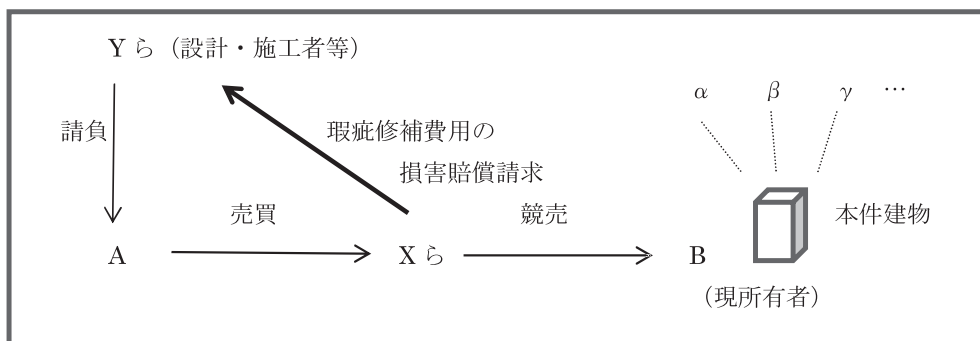 Yら（設計・施工者等）
α β γ …
請負
瑕疵修補費用の
損害賠償請求
売買
競売
本件建物
A
Xら
B
（現所有者）